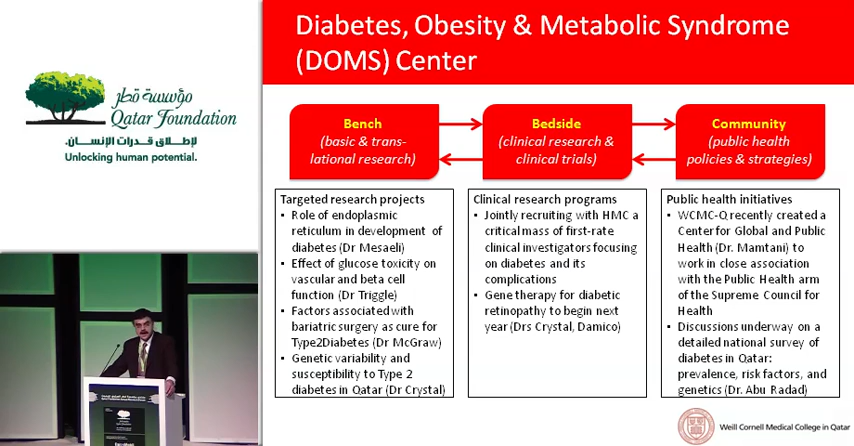 Diabetes, Obesity & Metabolic Syndrome
(DOMS) Center
مؤسسة قطر
Qatar Foundation
لإطلاق قدرات الإنسان.
Unlocking human potential.
Bench
(basic & trans-
lational research)
Bedside
(clinical research &
clinical trials)
Community
(public health
policies & strategies)
Targeted research projects
• Role of endoplasmic
reticulum in development of
diabetes (Dr Mesaeli)
• Effect of glucose toxicity on
vascular and beta cell
function (Dr Triggle)
• Factors associated with
bariatric surgery as cure for
Type2Diabetes (Dr McGraw)
• Genetic variability and
susceptibility to Type 2
diabetes in Qatar (Dr Crystal)
Clinical research programs
• Jointly recruiting with HMC a
critical mass of first-rate
clinical investigators focusing
on diabetes and its
complications
• Gene therapy for diabetic
retinopathy to begin next
year (Drs Crystal, Damico)
Public health initiatives
• WCMC-Q recently created a
Center for Global and Public
Health (Dr. Mamtani) to
work in close association
with the Public Health arm
of the Supreme Council for
Health
• Discussions underway on a
detailed national survey of
diabetes in Qatar:
prevalence, risk factors, and
genetics (Dr. Abu Radad)
Weill Cornell Medical College in Qatar